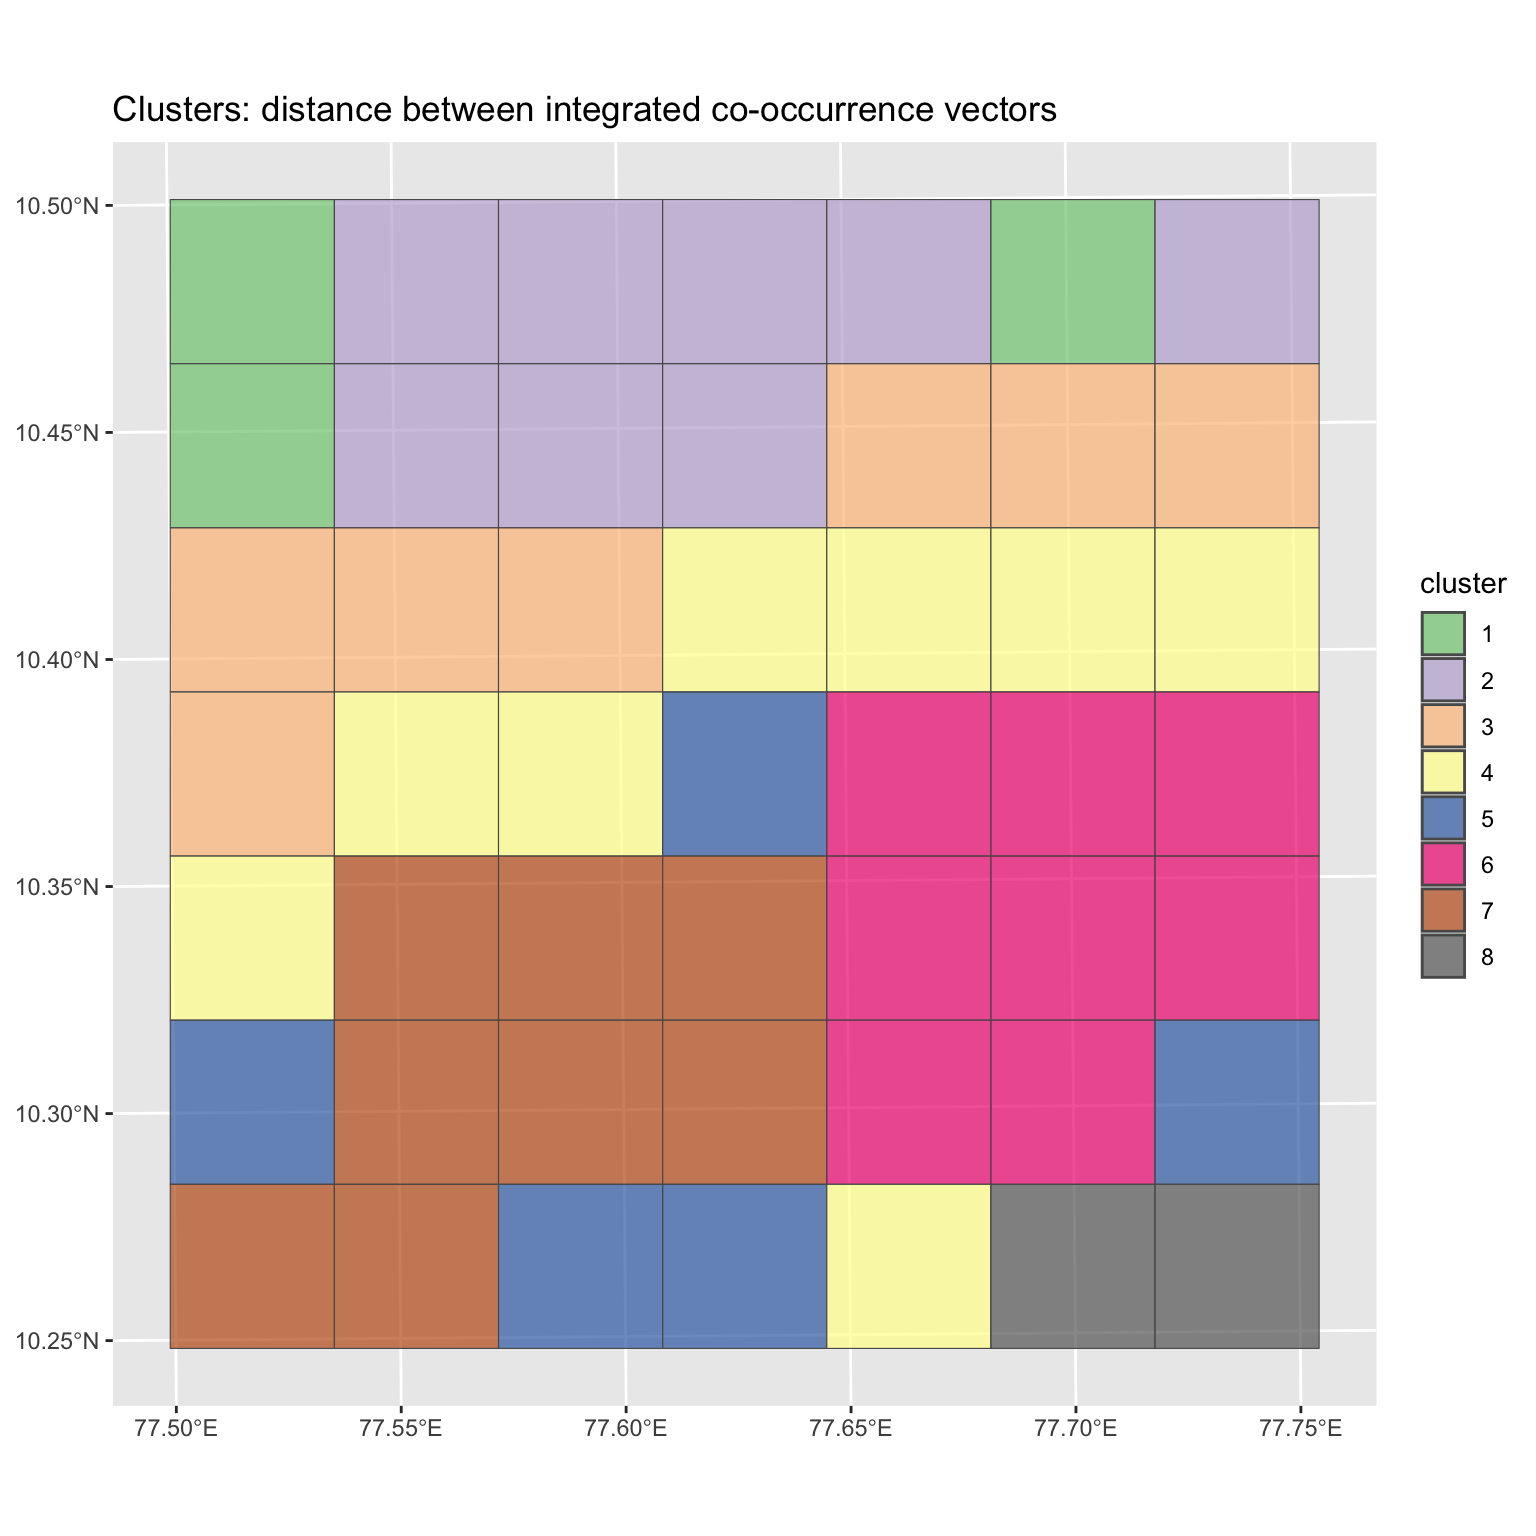 Clusters: distance between integrated co-occurrence vectors
10.50°N
10.45°N
10.40°N
10.35°N
10.30°N
10.25°N
77.50°E
77.55°E
77.60°E
77.65°E
77.70°E
77.75°E
cluster
1
2
3
4
5
6
7
8